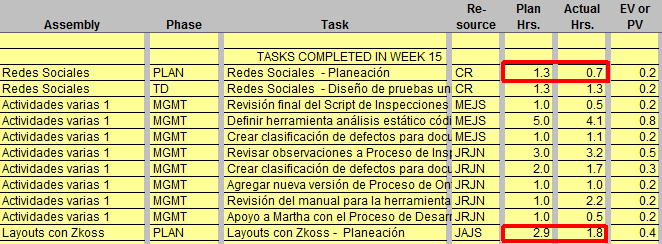 Assembly Phase Task Re-source Plan Hrs. Actual Hrs. EV or PV
TASKS COMPLETED IN WEEK 15
Redes Sociales PLAN Redes Sociales - Planeación CR 1.3 0.7 0.2
Redes Sociales TD Redes Sociales - Diseño de pruebas un CR 1.3 1.3 0.2
Actividades varias 1 MGMT Revisión final del Script de Inspecciones MEJS 1.0 0.5 0.2
Actividades varias 1 MGMT Definir herramienta análisis estático códi MEJS 5.0 4.1 0.8
Actividades varias 1 MGMT Crear clasificación de defectos para docu MEJS 1.0 1.1 0.2
Actividades varias 1 MGMT Revisar observaciones a Proceso de Insp JRJN 3.0 3.2 0.5
Actividades varias 1 MGMT Crear clasificación de defectos para docu JRJN 2.0 1.7 0.3
Actividades varias 1 MGMT Agregar nueva versión de Proceso de On JRJN 1.0 1.0 0.2
Actividades varias 1 MGMT Revisión del manual para la herramienta JRJN 1.0 2.2 0.2
Actividades varias 1 MGMT Apoyo a Martha con el Proceso de Desarr JRJN 1.0 0.5 0.2
Layouts con Zkoss PLAN Layouts con Zkoss - Planeación JAJS 2.9 1.8 0.4